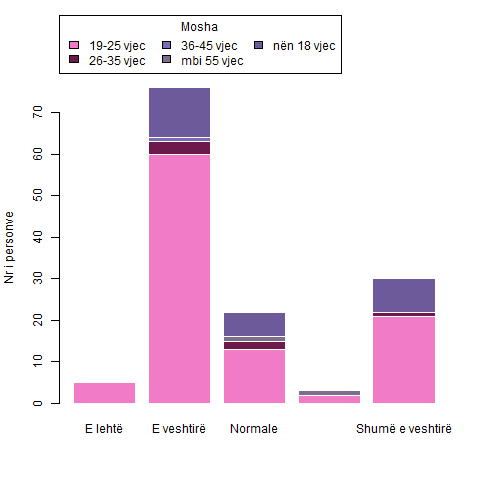 Mosha
19-25 vjec 36-45 vjec nën 18 vjec
26-35 vjec mbi 55 vjec
Nr i personve
70
60
50
40
30
20
10
0
E lehtë E veshtirë Normale Shumë e veshtirë